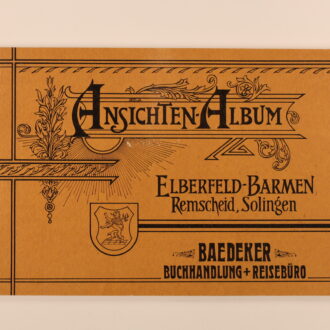 Ansichten-Album
Elberfeld-Barmen
Remscheid, Solingen
BAEDEKER
BUCHHANDLUNG + REISEBÜRO